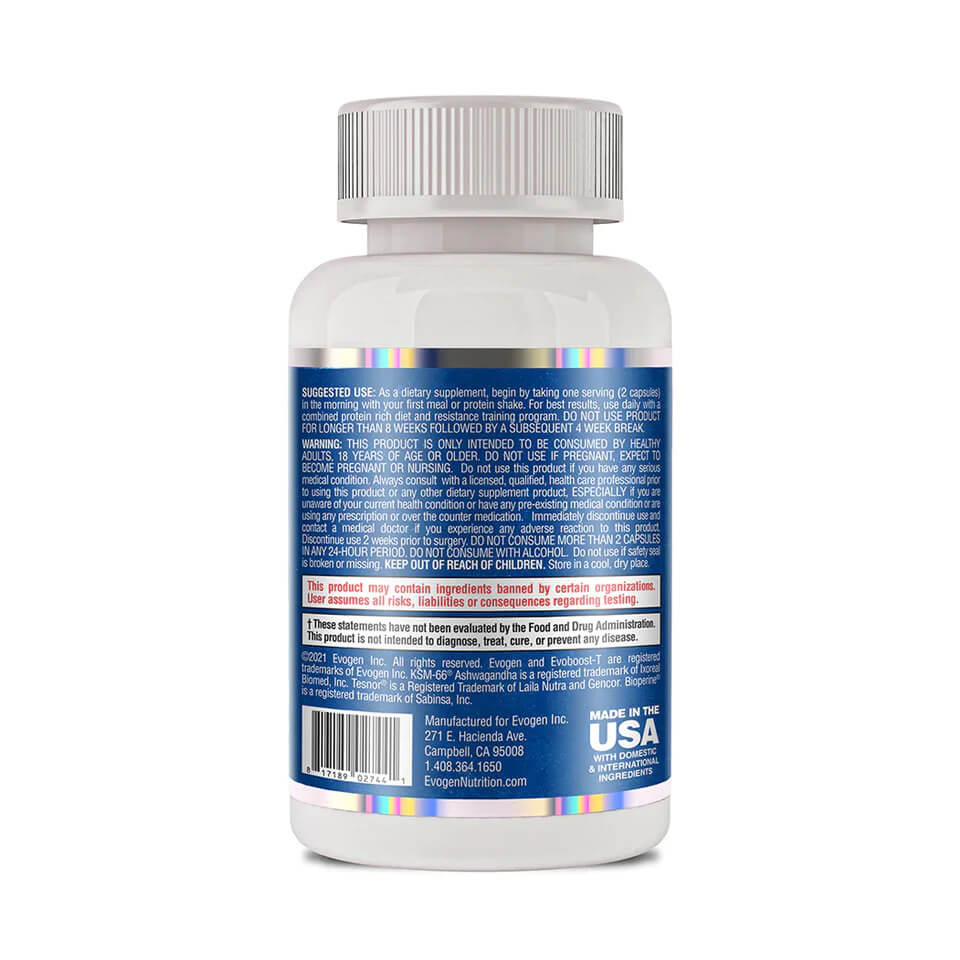 SUGGESTED USE: As a dietary supplement, begin by taking one serving (2 capsules)
in the morning with your first meal or protein shake. For best results, use daily with a
combined protein rich diet and resistance training program. DO NOT USE PRODUCT
FOR LONGER THAN 8 WEEKS FOLLOWED BY A SUBSEQUENT 4 WEEK BREAK.
WARNING: THIS PRODUCT IS ONLY INTENDED TO BE CONSUMED BY HEALTHY
ADULTS, 18 YEARS OF AGE OR OLDER. DO NOT USE IF PREGNANT, EXPECT TO
BECOME PREGNANT OR NURSING. Do not use this product if you have any serious
medical condition. Always consult with a licensed, qualified, health care professional prior
to using this product or any other dietary supplement product, ESPECIALLY if you are
unaware of your current health condition or have any pre-existing medical condition or are
using any prescription or over the counter medication. Immediately discontinue use and
contact a medical doctor if you experience any adverse reaction to this product.
Discontinue use 2 weeks prior to surgery. DO NOT CONSUME MORE THAN 2 CAPSULES
IN ANY 24-HOUR PERIOD. DO NOT CONSUME WITH ALCOHOL. Do not use if safety seal
is broken or missing. KEEP OUT OF REACH OF CHILDREN. Store in a cool, dry place.
This product may contain ingredients banned by certain organizations.
User assumes all risks, liabilities or consequences regarding testing.
† These statements have not been evaluated by the Food and Drug Administration.
This product is not intended to diagnose, treat, cure, or prevent any disease.
©2021 Evogen Inc. All rights reserved. Evogen and Evoboost-T are registered
trademarks of Evogen Inc. KSM-66® Ashwagandha is a registered trademark of Ixoreal
Biomed, Inc. Tesnor® is a Registered Trademark of Laila Nutra and Gencor. Bioperine®
is a registered trademark of Sabinsa, Inc.
8 17189 02744 1
Manufactured for Evogen Inc.
271 E. Hacienda Ave.
Campbell, CA 95008
1.408.364.1650
EvogenNutrition.com
MADE IN THE
USA
WITH DOMESTIC
& INTERNATIONAL
INGREDIENTS